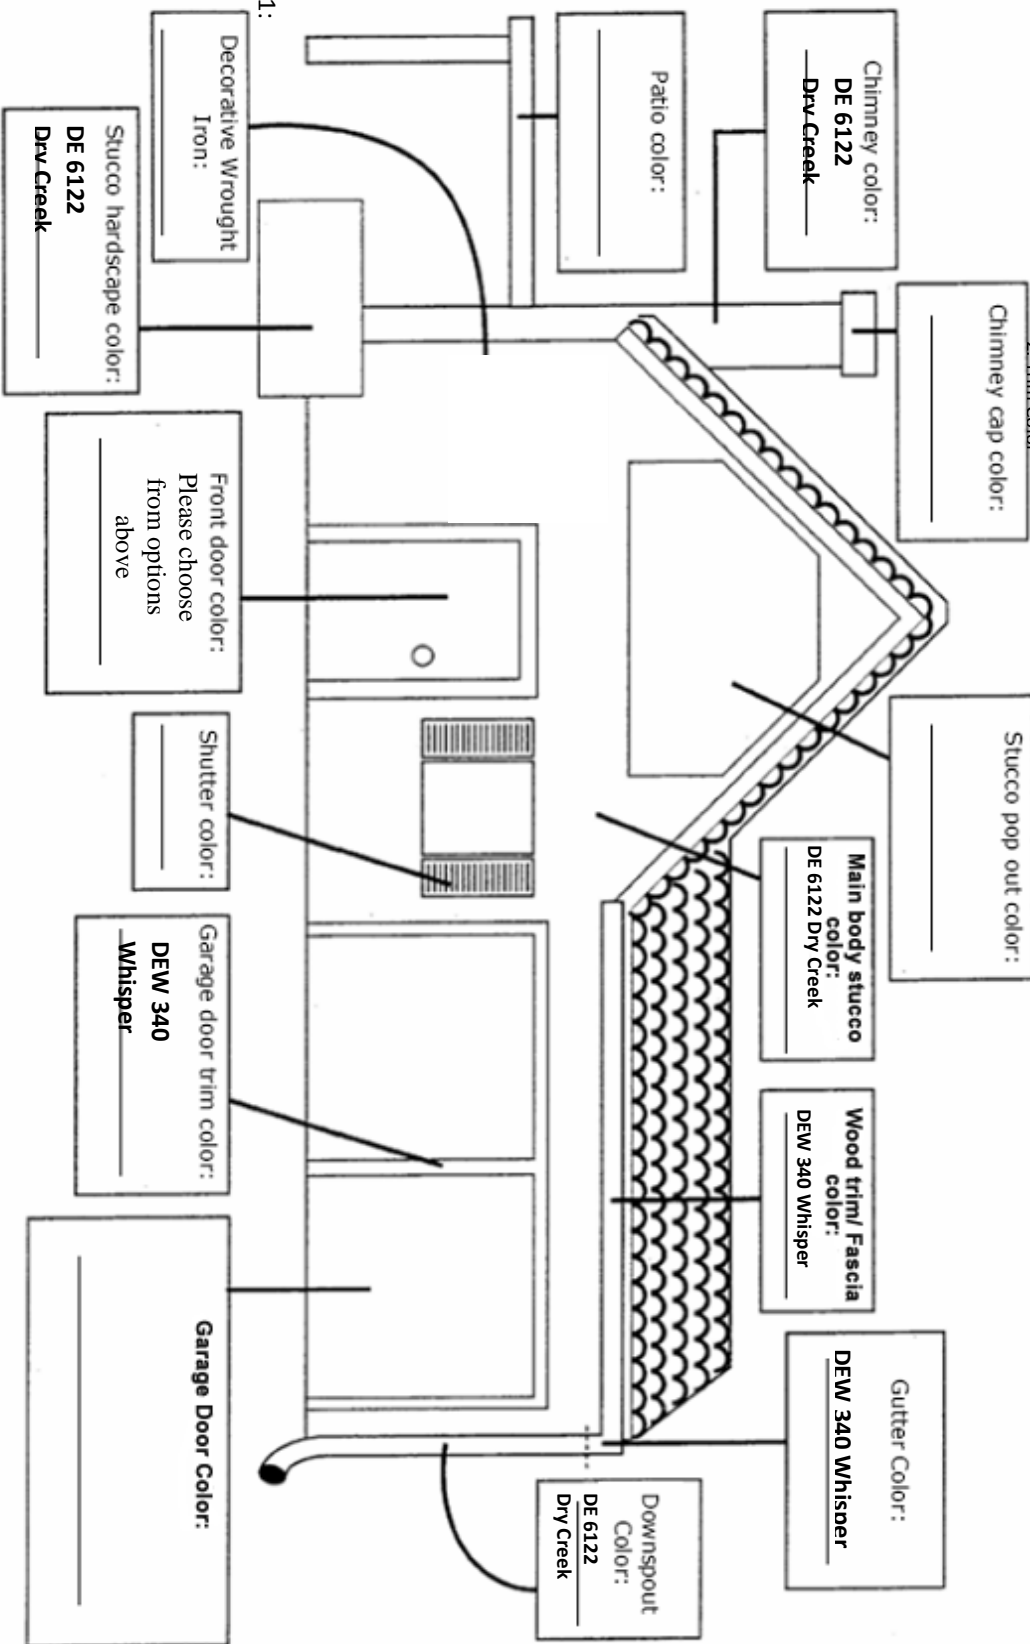 Chimney cap color:
Stucco pop out color:
Chimney color:
DE 6122
Dry Creek
Main body stucco
color:
DE 6122 Dry Creek
Wood trim/ Fascia
color:
DEW 340 Whisper
Gutter Color:
DEW 340 Whisper
Patio color:
Downspout
Color:
DE 6122
Dry Creek
1:
Decorative Wrought
Iron:
Stucco hardscape color:
DE 6122
Dry Creek
Front door color:
Please choose
from options
above
Shutter color:
Garage door trim color:
DEW 340
Whisper
Garage Door Color: